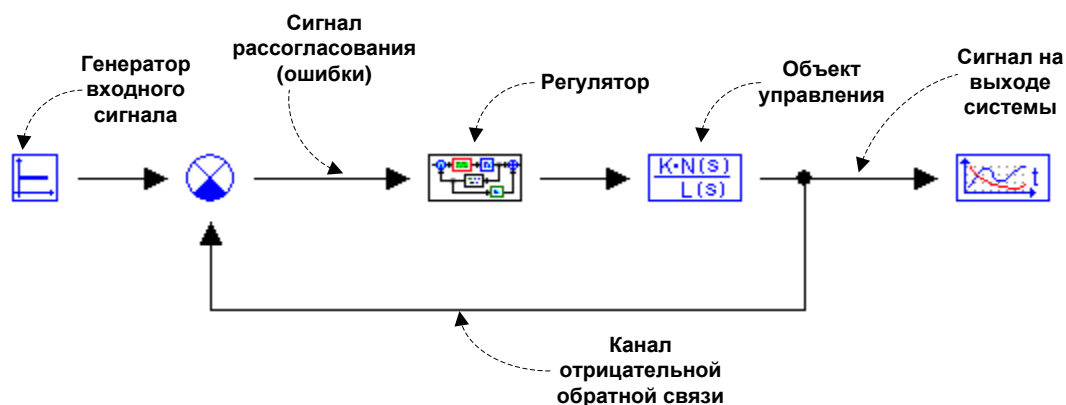 Сигнал
рассогласования
(ошибки)
Генератор
входного
сигнала
Регулятор
Объект
управления
Сигнал на
выходе
системы
K·N(s)
L(s)
t
Канал
отрицательной
обратной связи